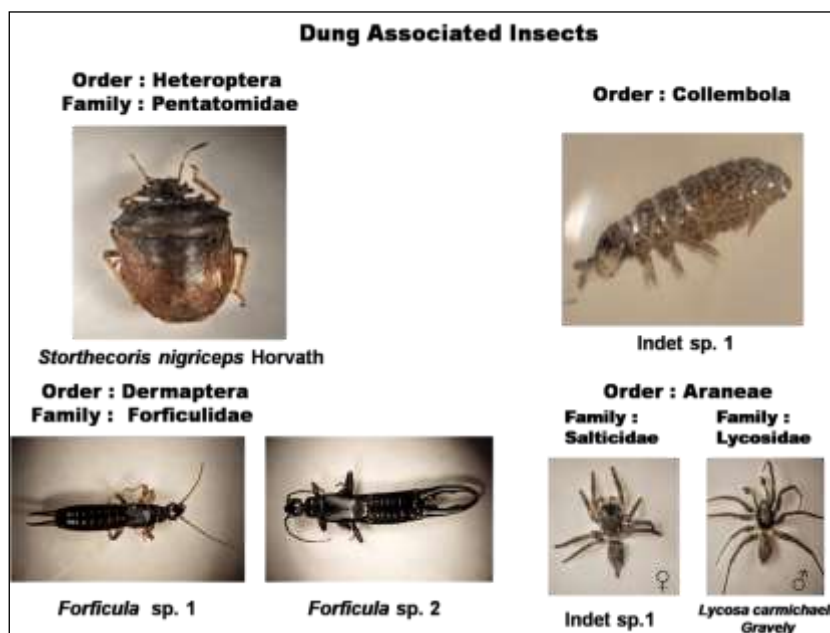 Dung Associated Insects
Order : Heteroptera
Family : Pentatomidae
Order : Collembola
Storthecoris nigriceps Horvath
Indet sp. 1
Order : Dermaptera
Family : Forficulidae
Order : Araneae
Family :
Salticidae
Family :
Lycosidae
♀
♂
Forficula sp. 1
Forficula sp. 2
Indet sp.1
Lycosa carmichaeli
Gravely